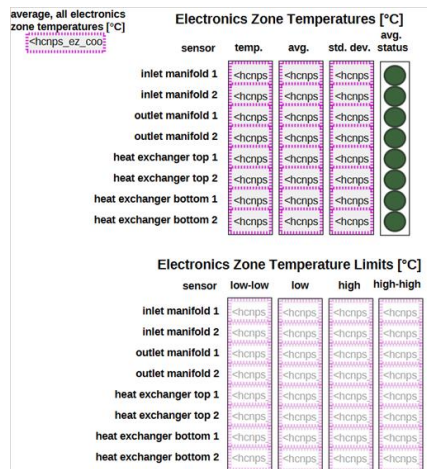 average, all electronics
zone temperatures [°C]
<hcnps_ez_coo
Electronics Zone Temperatures [°C]
sensor temp. avg. std. dev. avg. status
inlet manifold 1 <hcnps <hcnps <hcnps
inlet manifold 2 <hcnps <hcnps <hcnps
outlet manifold 1 <hcnps <hcnps <hcnps
outlet manifold 2 <hcnps <hcnps <hcnps
heat exchanger top 1 <hcnps <hcnps <hcnps
heat exchanger top 2 <hcnps <hcnps <hcnps
heat exchanger bottom 1 <hcnps <hcnps <hcnps
heat exchanger bottom 2 <hcnps <hcnps <hcnps
Electronics Zone Temperature Limits [°C]
sensor low-low low high high-high
inlet manifold 1 <hcnps <hcnps <hcnps <hcnps
inlet manifold 2 <hcnps <hcnps <hcnps <hcnps
outlet manifold 1 <hcnps <hcnps <hcnps <hcnps
outlet manifold 2 <hcnps <hcnps <hcnps <hcnps
heat exchanger top 1 <hcnps <hcnps <hcnps <hcnps
heat exchanger top 2 <hcnps <hcnps <hcnps <hcnps
heat exchanger bottom 1 <hcnps <hcnps <hcnps <hcnps
heat exchanger bottom 2 <hcnps <hcnps <hcnps <hcnps